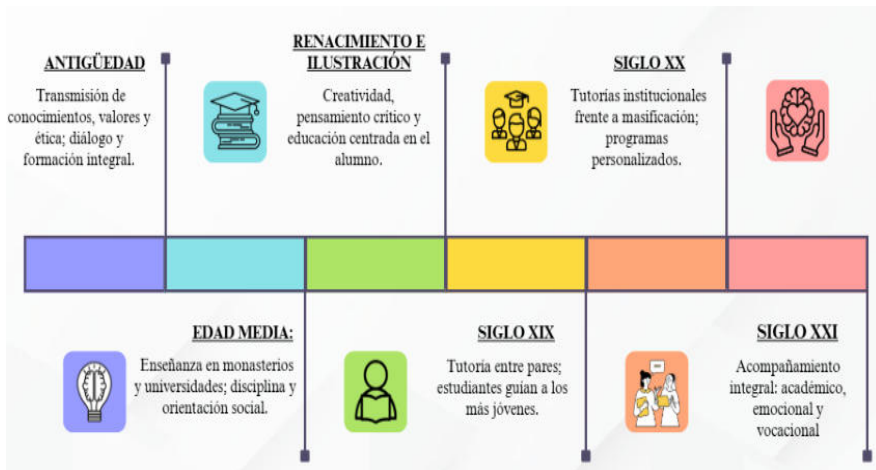 ANTIGÜEDAD
Transmisión de
conocimientos, valores y
ética; diálogo y
formación integral.
EDAD MEDIA:
Enseñanza en monasterios
y universidades; disciplina y
orientación social.
RENACIMIENTO E
ILUSTRACIÓN
Creatividad,
pensamiento crítico y
educación centrada en el
alumno.
SIGLO XIX
Tutoría entre pares;
estudiantes guían a los
más jóvenes.
SIGLO XX
Tutorías institucionales
frente a masificación;
programas
personalizados.
SIGLO XXI
Acompañamiento
integral: académico,
emocional y
vocacional